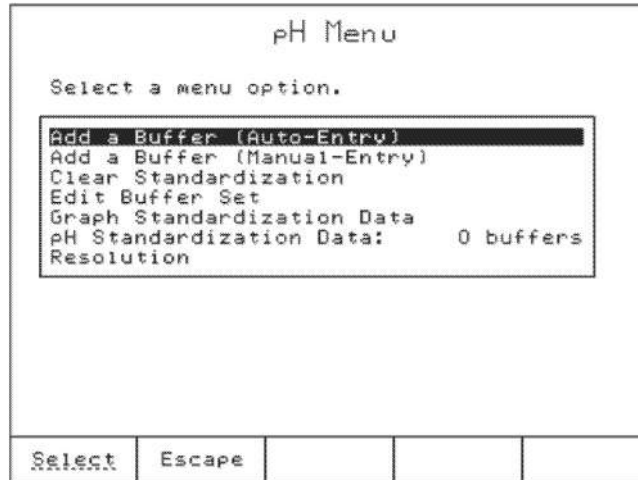 pH Menu
Select a menu option.
Add a Buffer (Auto-Entry)
Add a Buffer (Manual-Entry)
Clear Standardization
Edit Buffer Set
Graph Standardization Data
pH Standardization Data: 0 buffers
Resolution
Select Escape